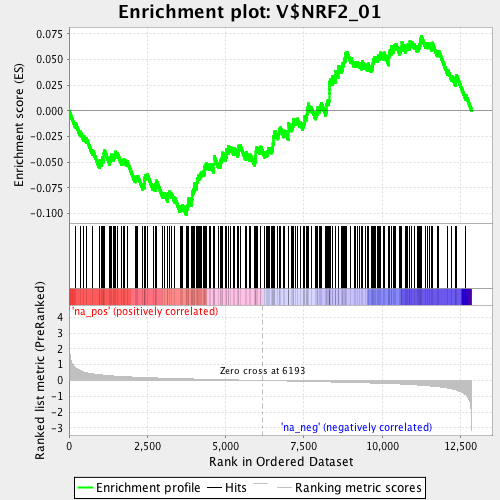 Enrichment plot: V$NRF2_01
Enrichment score (ES)
0.075
0.050
0.025
0.000
-0.025
-0.050
-0.075
-0.100
Ranked list metric (PreRanked)
4
3
2
1
0
-1
-2
-3
'na_pos' (positively correlated)
Zero cross at 6193
'na_neg' (negatively correlated)
0
2,500
5,000
7,500
10,000
12,500
Rank in Ordered Dataset
Enrichment profile
Hits
Ranking metric scores